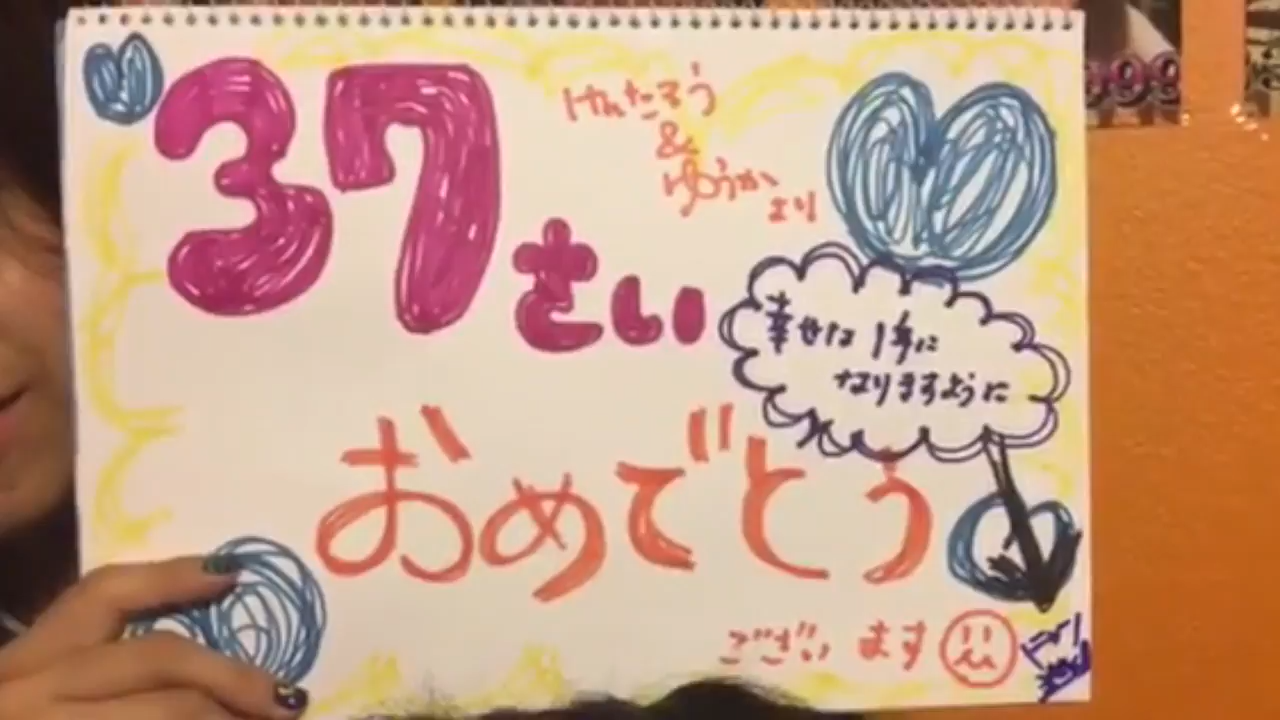 37さい
けんたろう
&
ゆうか
より
幸せな1年に
なりますように
おめでとう
ございます